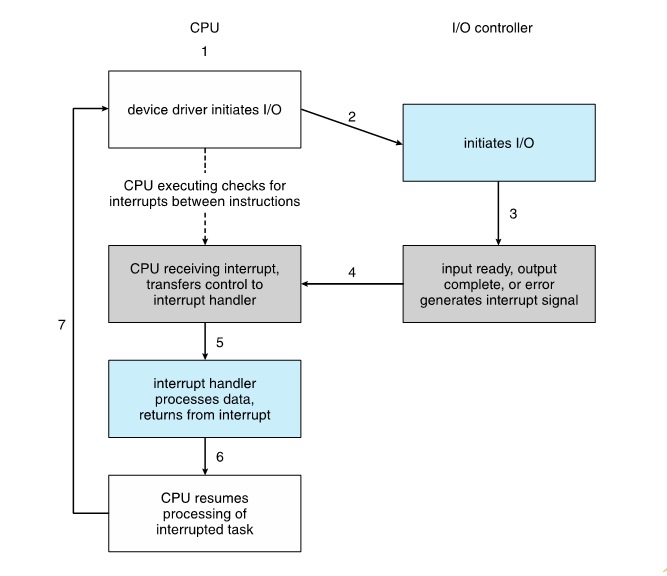 CPU
I/O controller
1
device driver initiates I/O
2
initiates I/O
CPU executing checks for
interrupts between instructions
3
CPU receiving interrupt,
transfers control to
interrupt handler
4
input ready, output
complete, or error
generates interrupt signal
7
5
interrupt handler
processes data,
returns from interrupt
6
CPU resumes
processing of
interrupted task